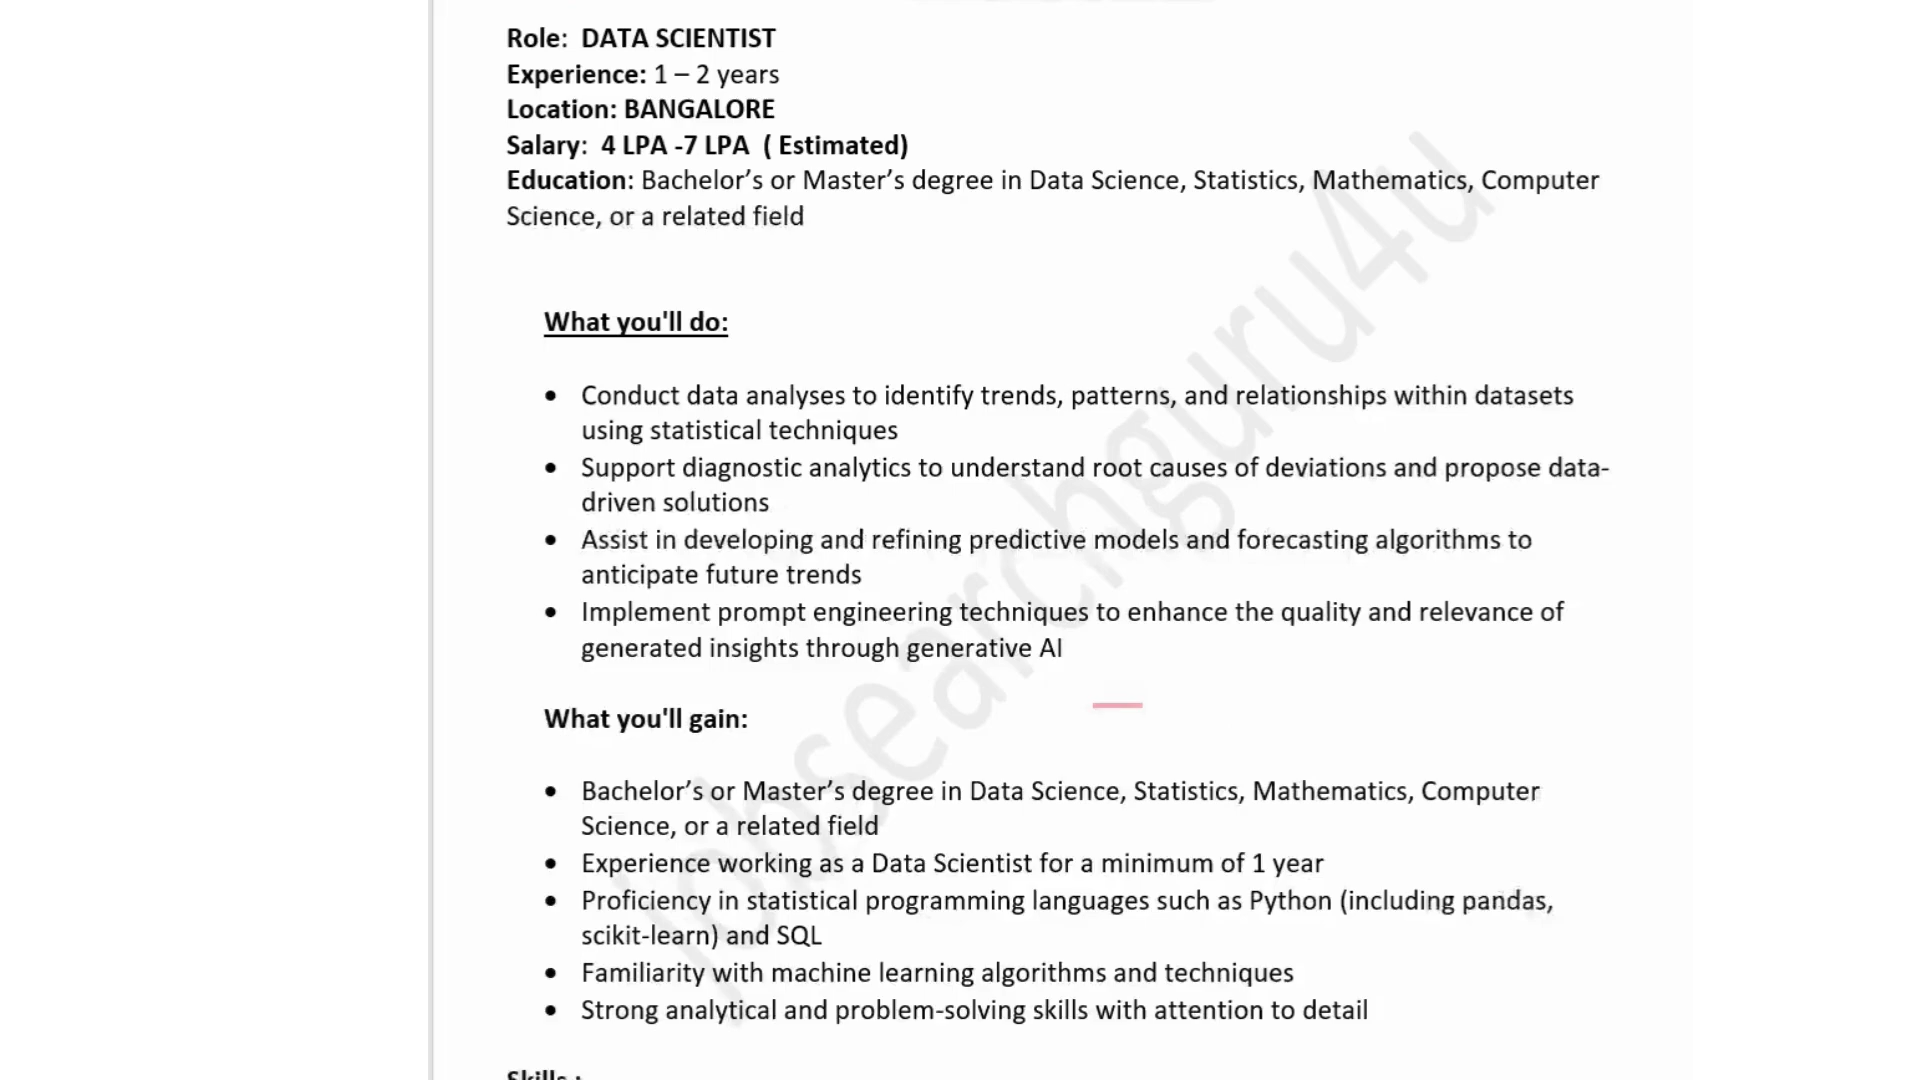 Role: DATA SCIENTIST
Experience: 1 – 2 years
Location: BANGALORE
Salary: 4 LPA -7 LPA ( Estimated)
Education: Bachelor’s or Master’s degree in Data Science, Statistics, Mathematics, Computer
Science, or a related field
What you'll do:
• Conduct data analyses to identify trends, patterns, and relationships within datasets
using statistical techniques
• Support diagnostic analytics to understand root causes of deviations and propose data-
driven solutions
• Assist in developing and refining predictive models and forecasting algorithms to
anticipate future trends
• Implement prompt engineering techniques to enhance the quality and relevance of
generated insights through generative AI
What you'll gain:
• Bachelor’s or Master’s degree in Data Science, Statistics, Mathematics, Computer
Science, or a related field
• Experience working as a Data Scientist for a minimum of 1 year
• Proficiency in statistical programming languages such as Python (including pandas,
scikit-learn) and SQL
• Familiarity with machine learning algorithms and techniques
• Strong analytical and problem-solving skills with attention to detail
Skills :
jobsearchguru4u